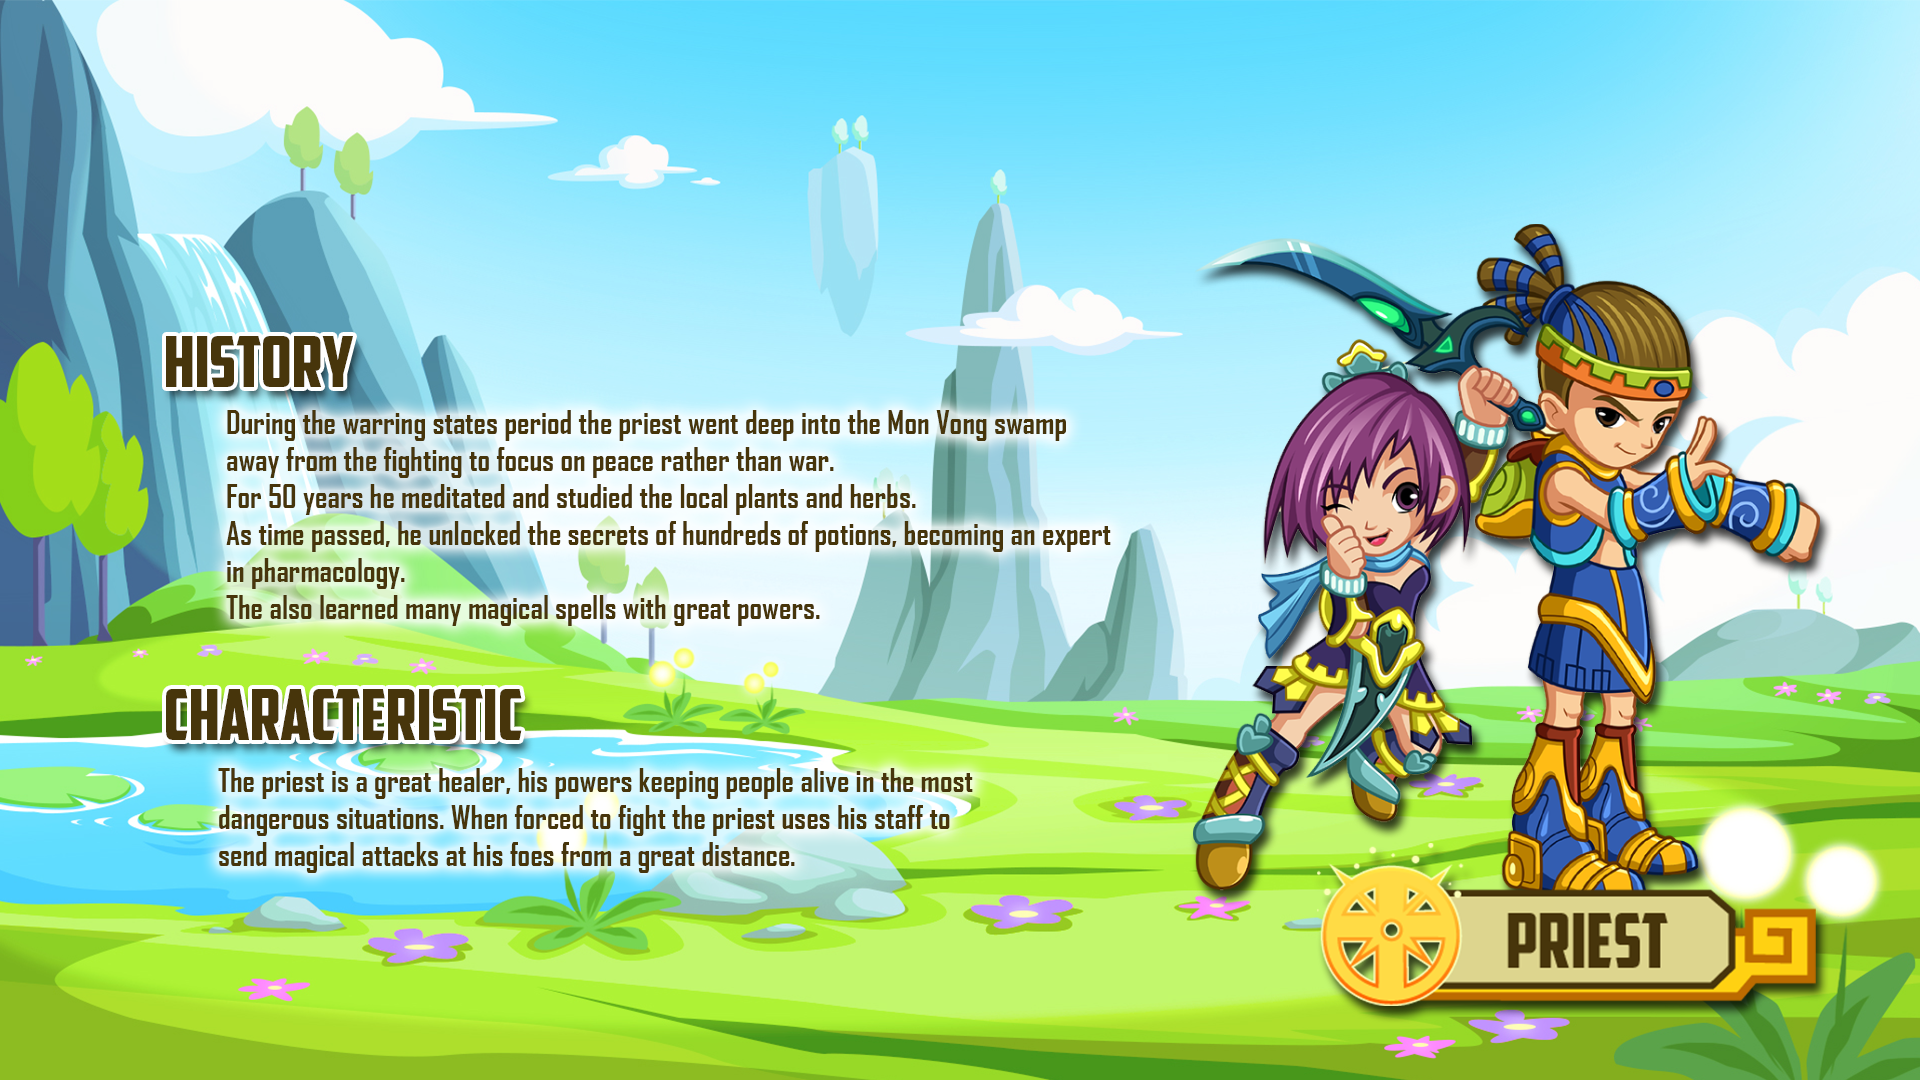 HISTORY
During the warring states period the priest went deep into the Mon Vong swamp
away from the fighting to focus on peace rather than war.
For 50 years he meditated and studied the local plants and herbs.
As time passed, he unlocked the secrets of hundreds of potions, becoming an expert
in pharmacology.
The also learned many magical spells with great powers.
CHARACTERISTIC
The priest is a great healer, his powers keeping people alive in the most
dangerous situations. When forced to fight the priest uses his staff to
send magical attacks at his foes from a great distance.
PRIEST